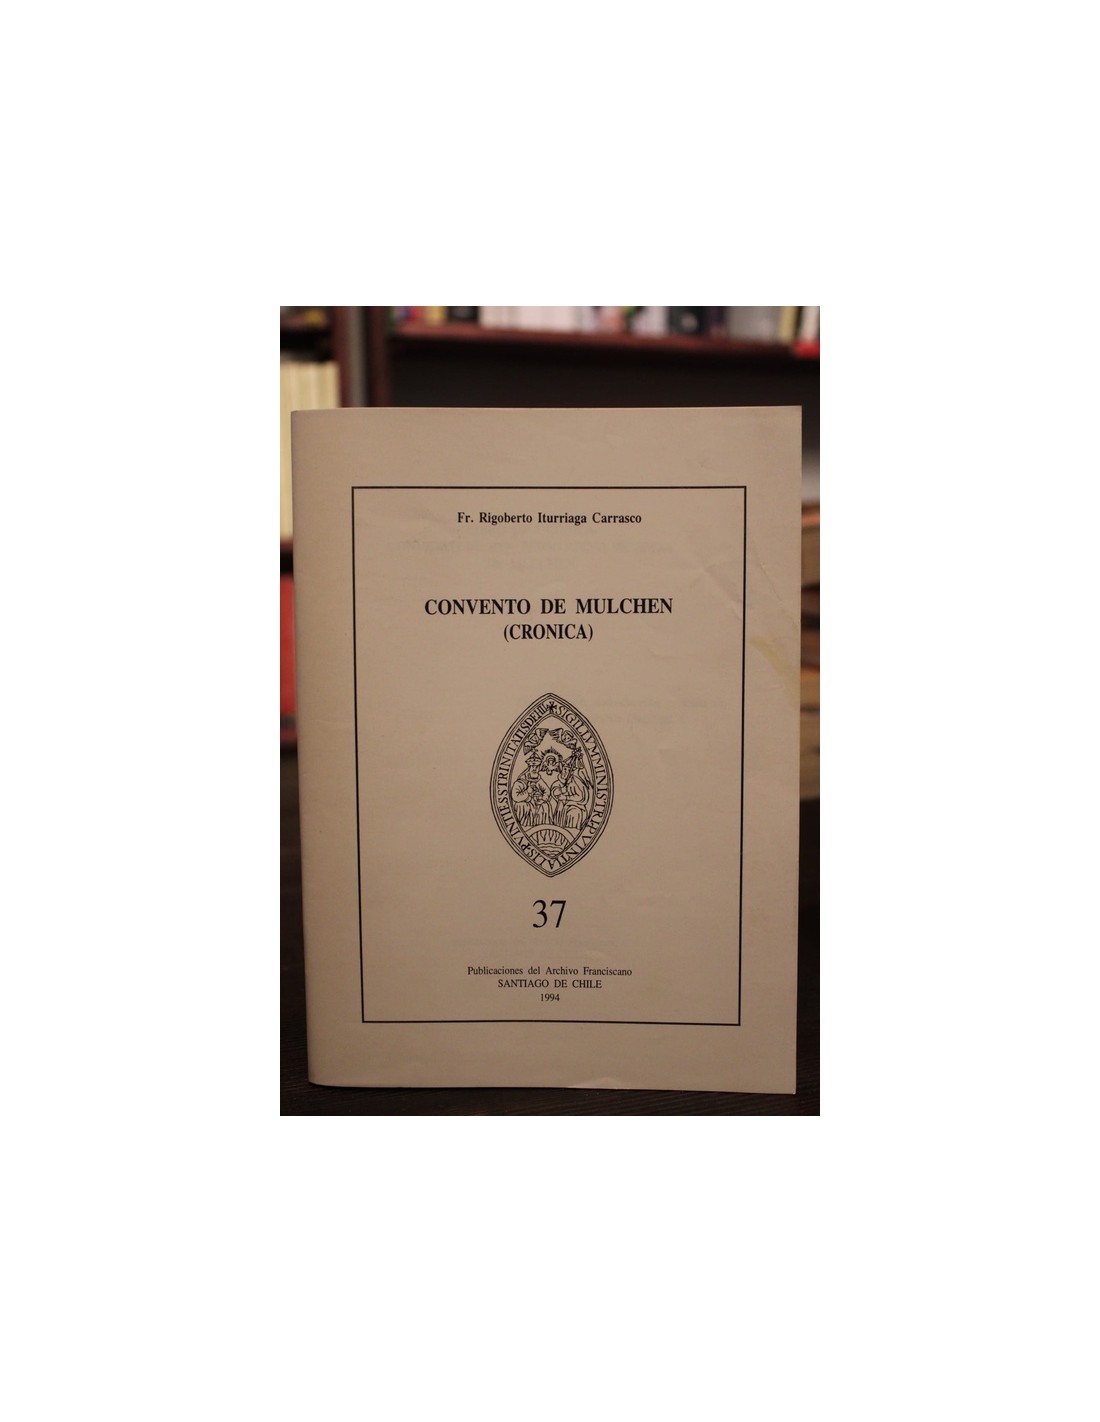 Fr. Rigoberto Iturriaga Carrasco
CONVENTO DE MULCHEN
(CRONICA)
37
Publicaciones del Archivo Franciscano
SANTIAGO DE CHILE
1994